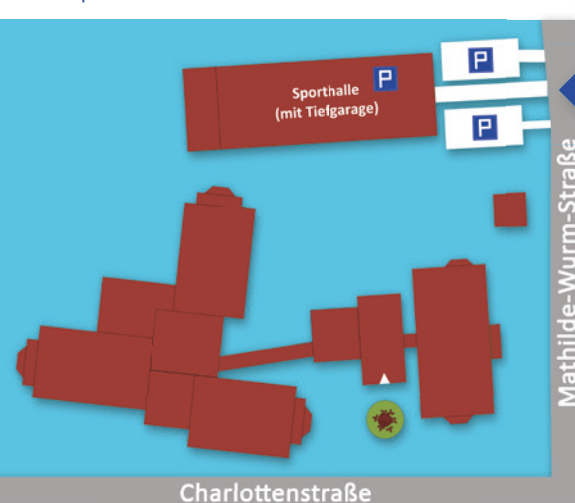 P
P
Sporthalle
(mit Tiefgarage)
P
Mathilde-Wurm-Straße
Charlottenstraße